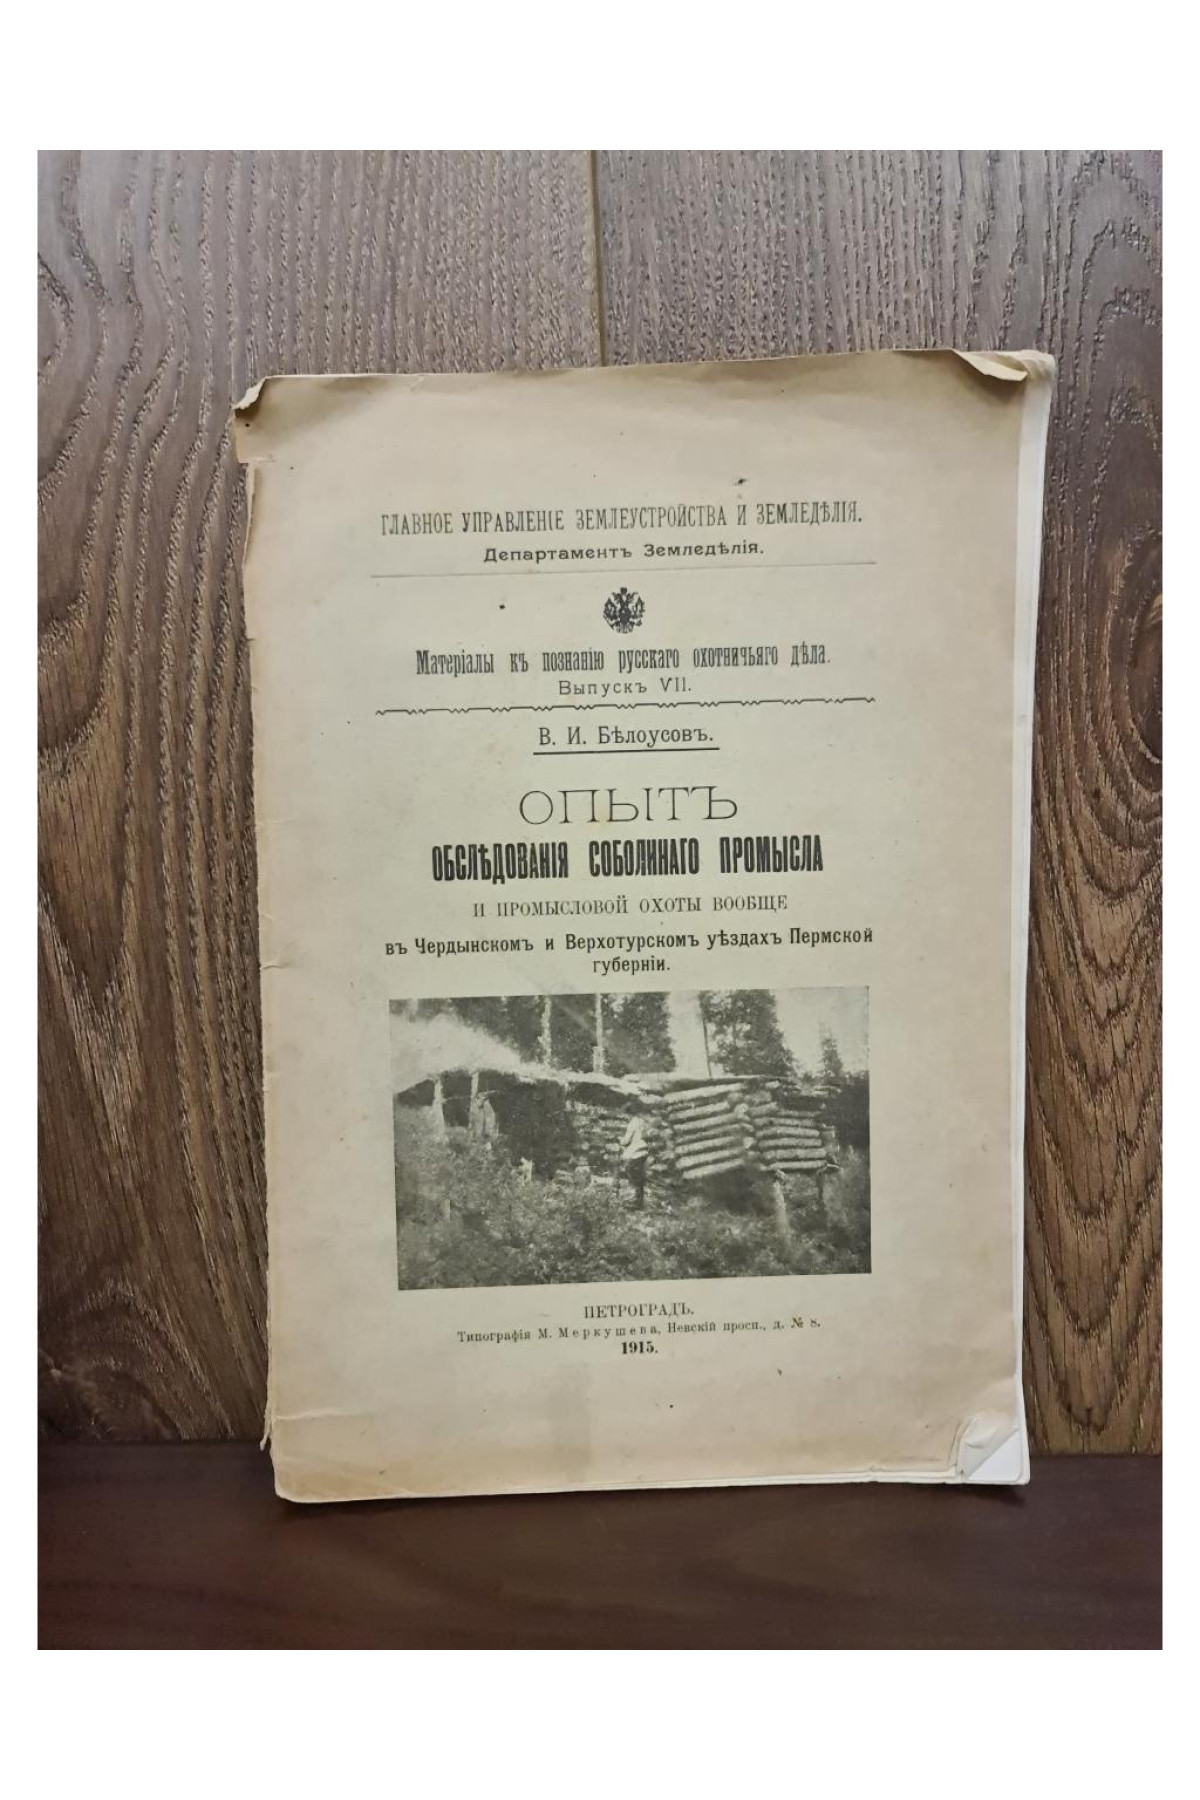 ГЛАВНОЕ УПРАВЛЕНІЕ ЗЕМЛЕУСТРОЙСТВА И ЗЕМЛЕДѢЛІЯ.
Департаментъ Земледѣлія.
Матеріалы къ познанію русскаго охотничьяго дѣла.
Выпускъ VII.
В. И. Бѣлоусовъ.
ОПЫТЪ
ОБСЛѢДОВАНІЯ СОБОЛИНАГО ПРОМЫСЛА
И ПРОМЫСЛОВОЙ ОХОТЫ ВООБЩЕ
въ Чердынскомъ и Верхотурскомъ уѣздахъ Пермской
губерніи.
ПЕТРОГРАДЪ.
Типографія М. Меркушева, Невскій просп., д. № 8.
1915.